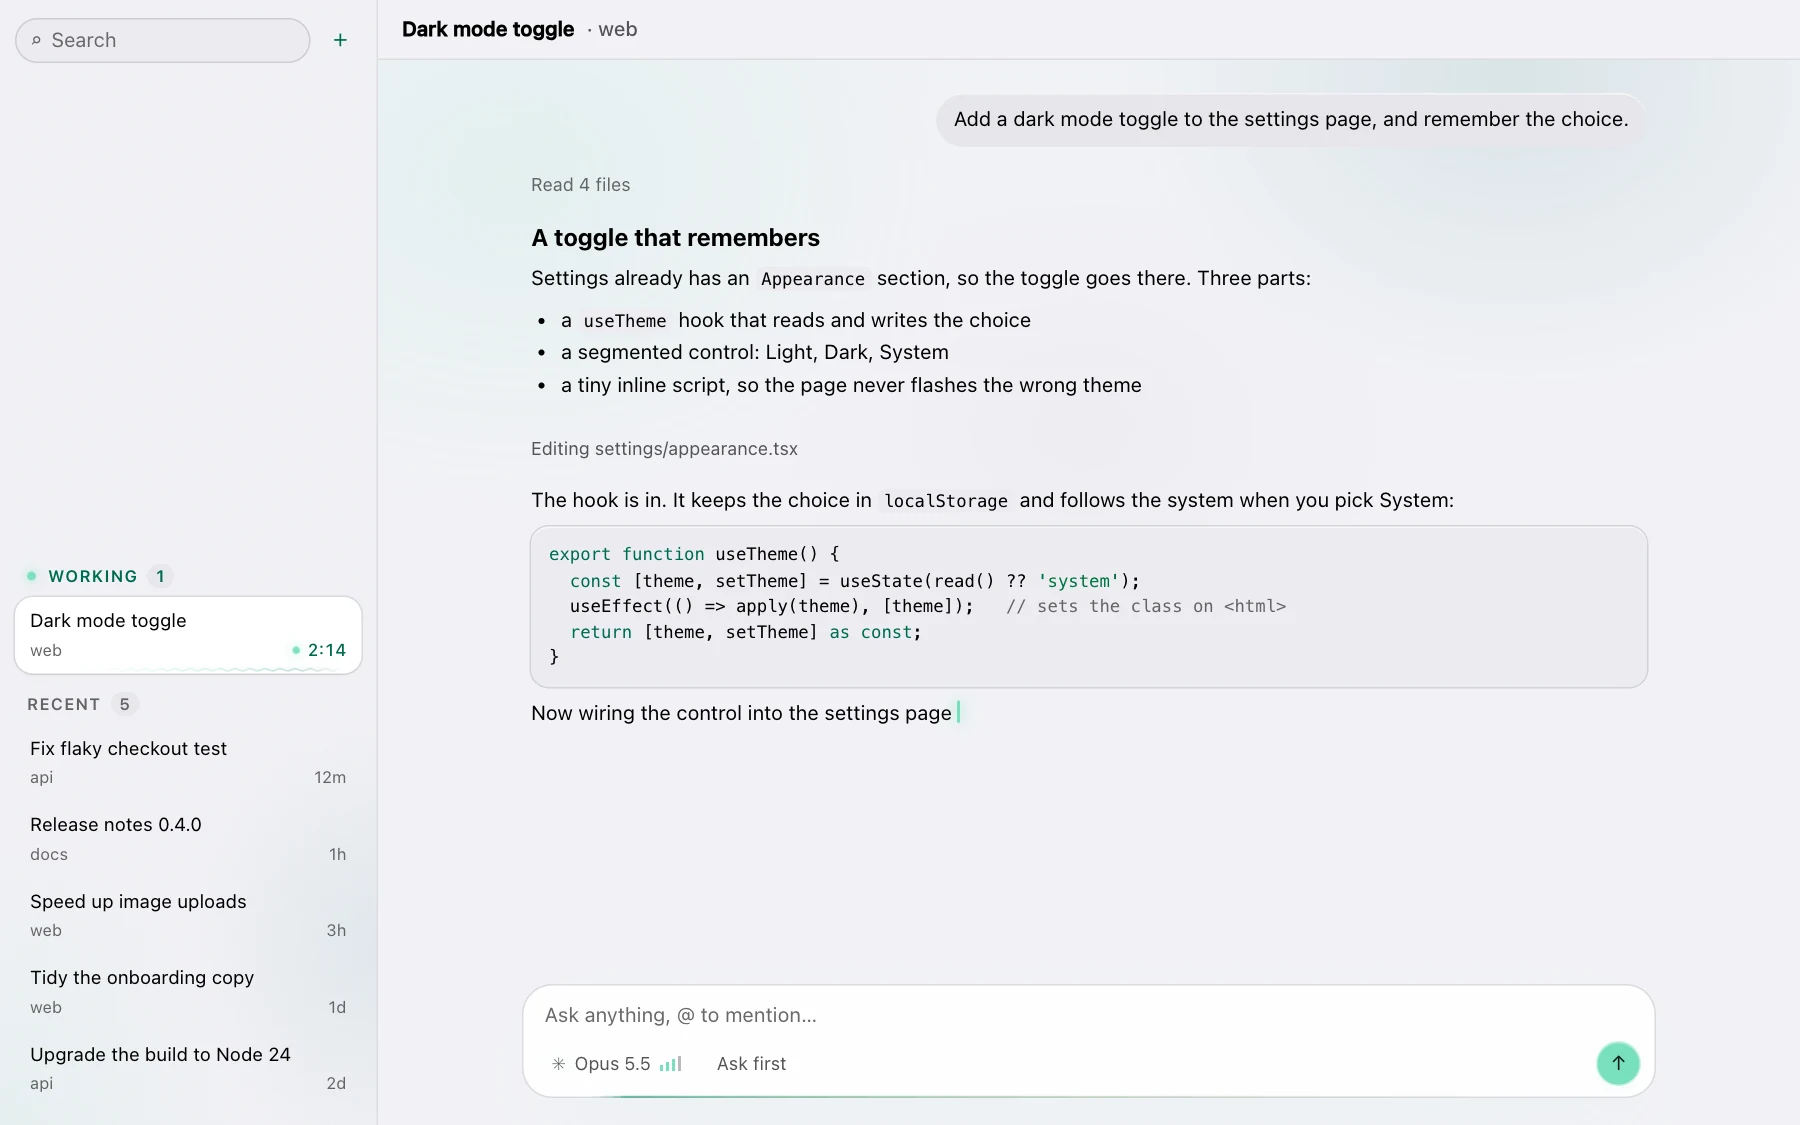 Search
+
WORKING 1
Dark mode toggle
web
2:14
RECENT 5
Fix flaky checkout test
api
12m
Release notes 0.4.0
docs
1h
Speed up image uploads
web
3h
Tidy the onboarding copy
web
1d
Upgrade the build to Node 24
api
2d
Dark mode toggle · web
Add a dark mode toggle to the settings page, and remember the choice.
Read 4 files
A toggle that remembers
Settings already has an Appearance section, so the toggle goes there. Three parts:
• a useTheme hook that reads and writes the choice
• a segmented control: Light, Dark, System
• a tiny inline script, so the page never flashes the wrong theme
Editing settings/appearance.tsx
The hook is in. It keeps the choice in localStorage and follows the system when you pick System:
export function useTheme() {
  const [theme, setTheme] = useState(read() ?? 'system');
  useEffect(() => apply(theme), [theme]);   // sets the class on <html>
  return [theme, setTheme] as const;
}
Now wiring the control into the settings page
Ask anything, @ to mention...
Opus 5.5
Ask first